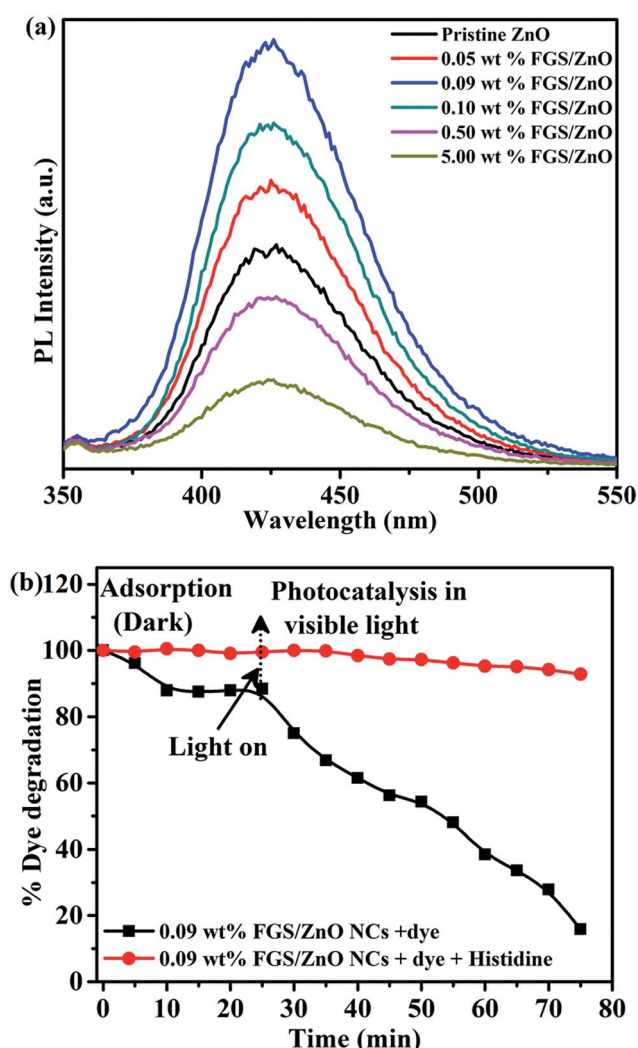 (a)
Pristine ZnO
0.05 wt % FGS/ZnO
0.09 wt % FGS/ZnO
0.10 wt % FGS/ZnO
0.50 wt % FGS/ZnO
5.00 wt % FGS/ZnO
PL Intensity (a.u.)
350 400 450 500 550
Wavelength (nm)
(b)
120
100
80
60
40
20
0
Adsorption
(Dark)
Photocatalysis in
visible light
Light on
% Dye degradation
0.09 wt% FGS/ZnO NCs +dye
0.09 wt% FGS/ZnO NCs + dye + Histidine
0 10 20 30 40 50 60 70 80
Time (min)